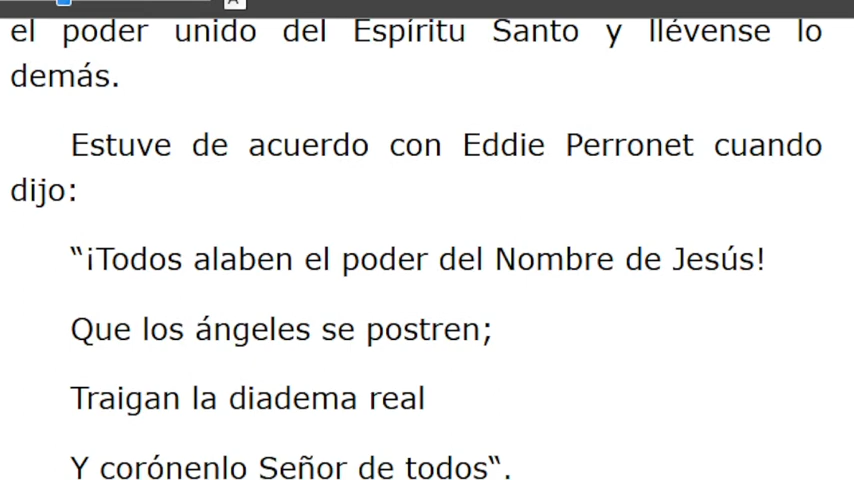 A
el poder unido del Espíritu Santo y llévense lo
demás.
Estuve de acuerdo con Eddie Perronet cuando
dijo:
“¡Todos alaben el poder del Nombre de Jesús!
Que los ángeles se postren;
Traigan la diadema real
Y corónenlo Señor de todos“.